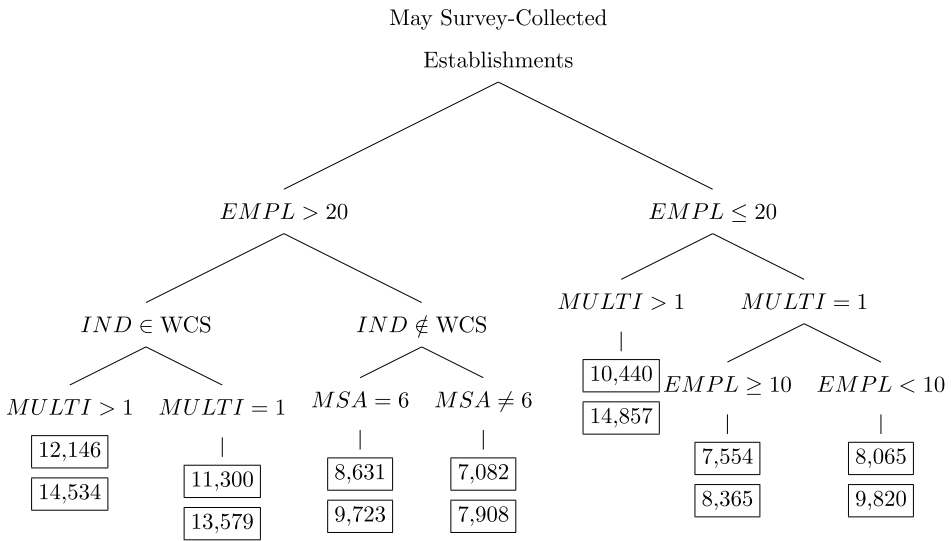 May Survey-Collected
Establishments
EMPL > 20
EMPL ≤ 20
IND ∈ WCS
IND ∉ WCS
MULTI > 1
MULTI = 1
MULTI > 1
MULTI = 1
MSA = 6
MSA ≠ 6
EMPL ≥ 10
EMPL < 10
12,146
14,534
11,300
13,579
8,631
9,723
7,082
7,908
10,440
14,857
7,554
8,365
8,065
9,820